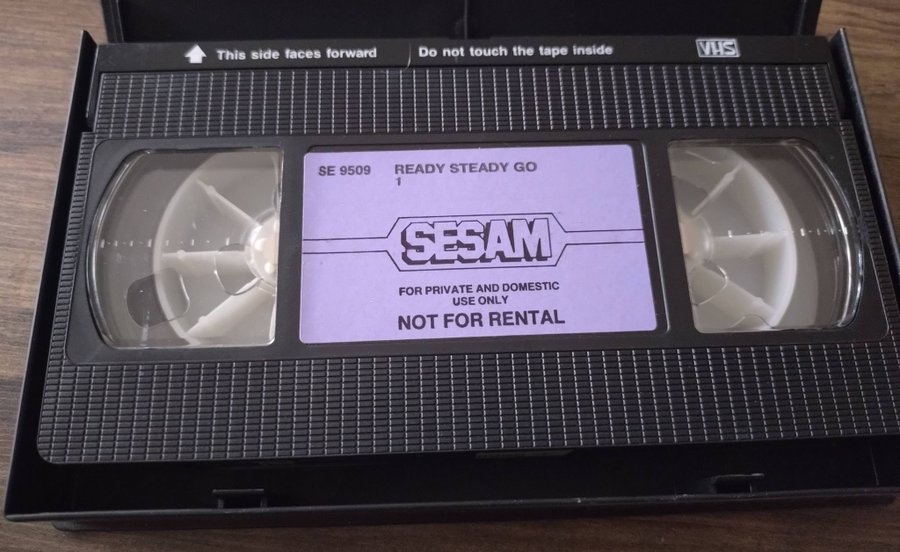 This side faces forward Do not touch the tape inside VHS
SE 9509 READY STEADY GO
1
SESAM
FOR PRIVATE AND DOMESTIC
USE ONLY
NOT FOR RENTAL